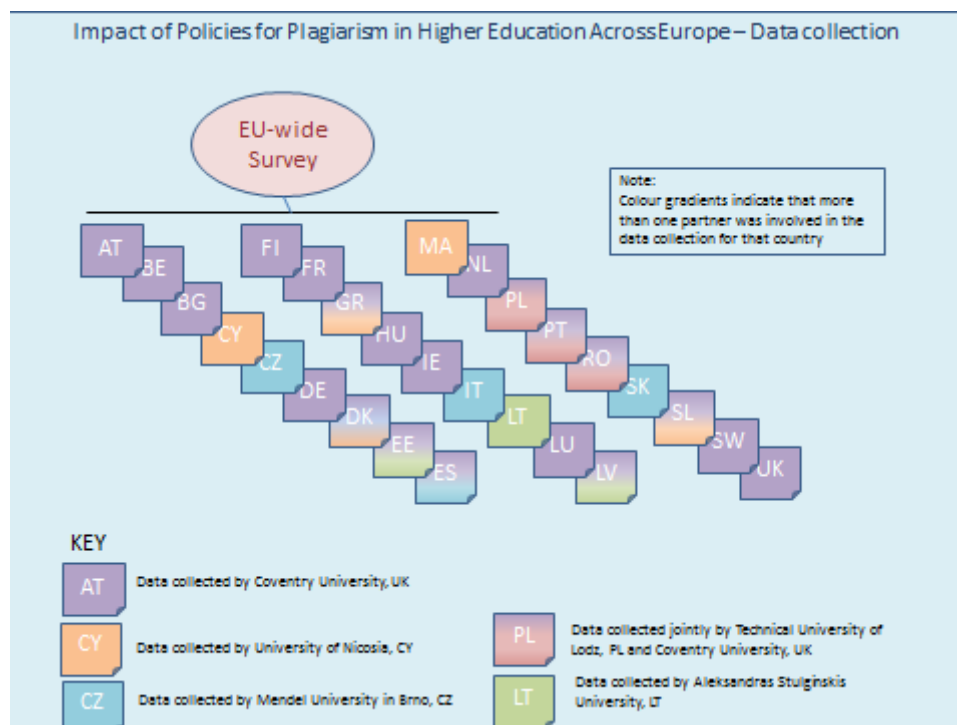 Impact of Policies for Plagiarism in Higher Education Across Europe – Data collection
EU-wide
Survey
Note:
Colour gradients indicate that more
than one partner was involved in the
data collection for that country
AT
BE
BG
CY
CZ
DE
DK
EE
ES
FI
FR
GR
HU
IE
IT
LT
LU
LV
MA
NL
PL
PT
RO
SK
SL
SW
UK
KEY
AT
Data collected by Coventry University, UK
CY
Data collected by University of Nicosia, CY
CZ
Data collected by Mendel University in Brno, CZ
PL
Data collected jointly by Technical University of
Lodz, PL and Coventry University, UK
LT
Data collected by Aleksandras Stulginskis
University, LT